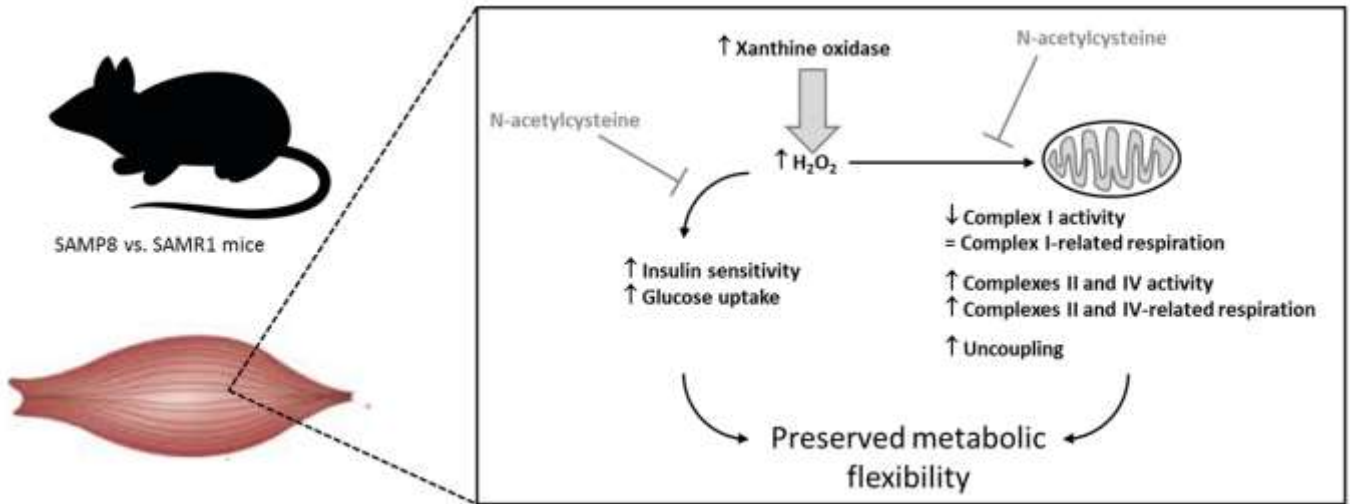 ↑ Xanthine oxidase
N-acetylcysteine
N-acetylcysteine
↑ H₂O₂
SAMP8 vs. SAMR1 mice
↑ Insulin sensitivity
↑ Glucose uptake
↓ Complex I activity
= Complex I-related respiration
↑ Complexes II and IV activity
↑ Complexes II and IV-related respiration
↑ Uncoupling
Preserved metabolic
flexibility